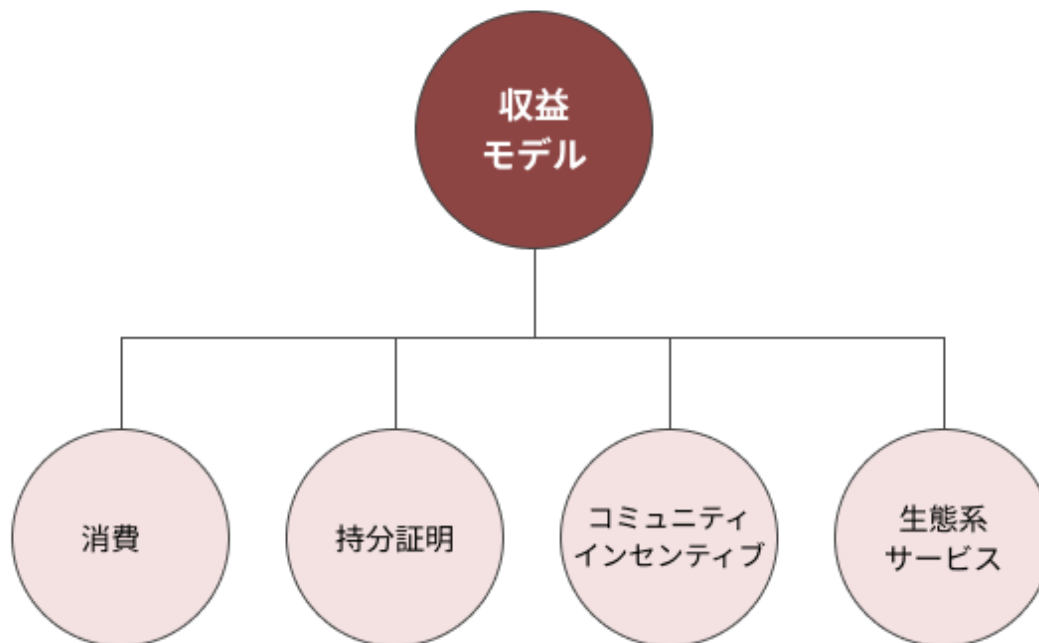 収益
モデル
消費
持分証明
コミュニティ
インセンティブ
生態系
サービス